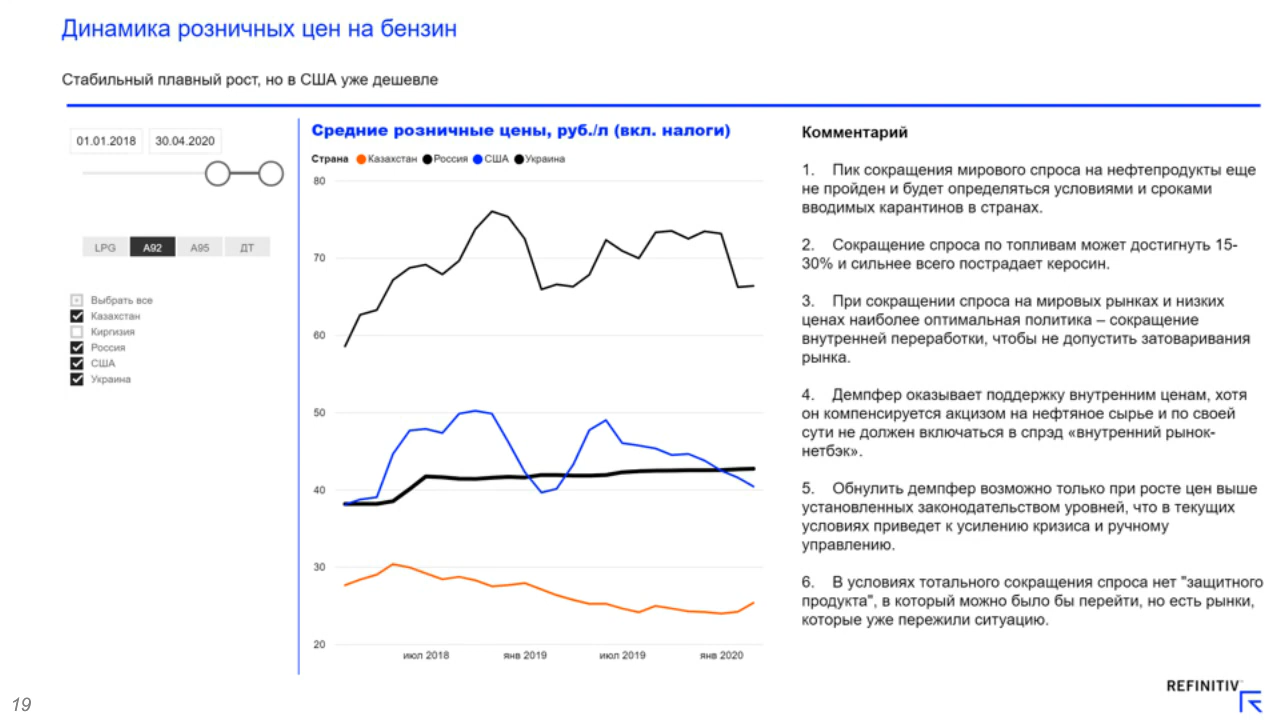 Динамика розничных цен на бензин
Стабильный плавный рост, но в США уже дешевле
01.01.2018 30.04.2020
LPG A92 A95 ДТ
Выбрать все
Казахстан
Киргизия
Россия
США
Украина
Средние розничные цены, руб./л (вкл. налоги)
Страна Казахстан Россия США Украина
80
70
60
50
40
30
20
июл 2018 янв 2019 июл 2019 янв 2020
Комментарий
1. Пик сокращения мирового спроса на нефтепродукты еще
не пройден и будет определяться условиями и сроками
вводимых карантинов в странах.
2. Сокращение спроса по топливам может достигнуть 15-
30% и сильнее всего пострадает керосин.
3. При сокращении спроса на мировых рынках и низких
ценах наиболее оптимальная политика – сокращение
внутренней переработки, чтобы не допустить затоваривания
рынка.
4. Демпфер оказывает поддержку внутренним ценам, хотя
он компенсируется акцизом на нефтяное сырье и по своей
сути не должен включаться в спрэд «внутренний рынок-
нетбэк».
5. Обнулить демпфер возможно только при росте цен выше
установленных законодательством уровней, что в текущих
условиях приведет к усилению кризиса и ручному
управлению.
6. В условиях тотального сокращения спроса нет "защитного
продукта", в который можно было бы перейти, но есть рынки,
которые уже пережили ситуацию.
REFINITIV
19